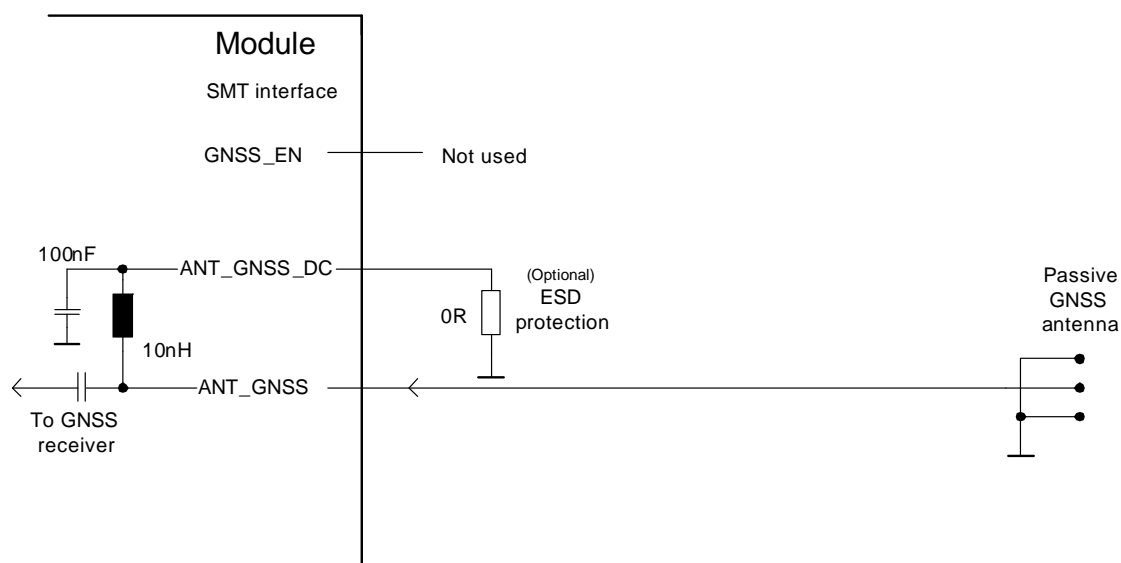 Module
SMT interface
GNSS_EN
Not used
100nF
ANT_GNSS_DC
(Optional)
ESD
protection
0R
Passive
GNSS
antenna
10nH
ANT_GNSS
To GNSS
receiver